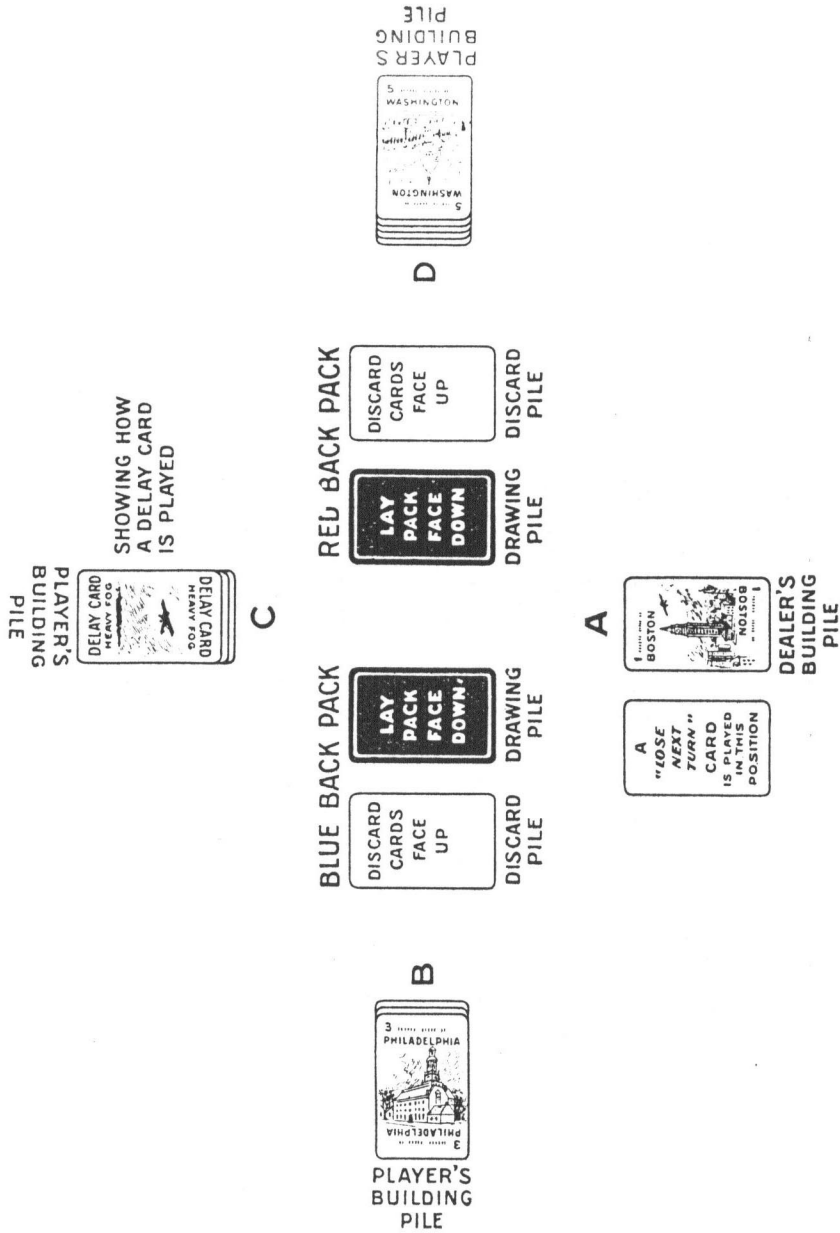 PLAYER'S
BUILDING
PILE
DELAY CARD
HEAVY FOG
DELAY CARD
HEAVY FOG
SHOWING HOW
A DELAY CARD
IS PLAYED
C
PLAYER'S
BUILDING
PILE
3
PHILADELPHIA
3
PHILADELPHIA
B
BLUE BACK PACK
DISCARD
CARDS
FACE
UP
DISCARD
PILE
LAY
PACK
FACE
DOWN.
DRAWING
PILE
RED BACK PACK
LAY
PACK
FACE
DOWN
DRAWING
PILE
DISCARD
CARDS
FACE
UP
DISCARD
PILE
D
5
WASHINGTON
5
WASHINGTON
PLAYER'S
BUILDING
PILE
A
A
"LOSE
NEXT
TURN"
CARD
IS PLAYED
IN THIS
POSITION
1
BOSTON
1
BOSTON
DEALER'S
BUILDING
PILE